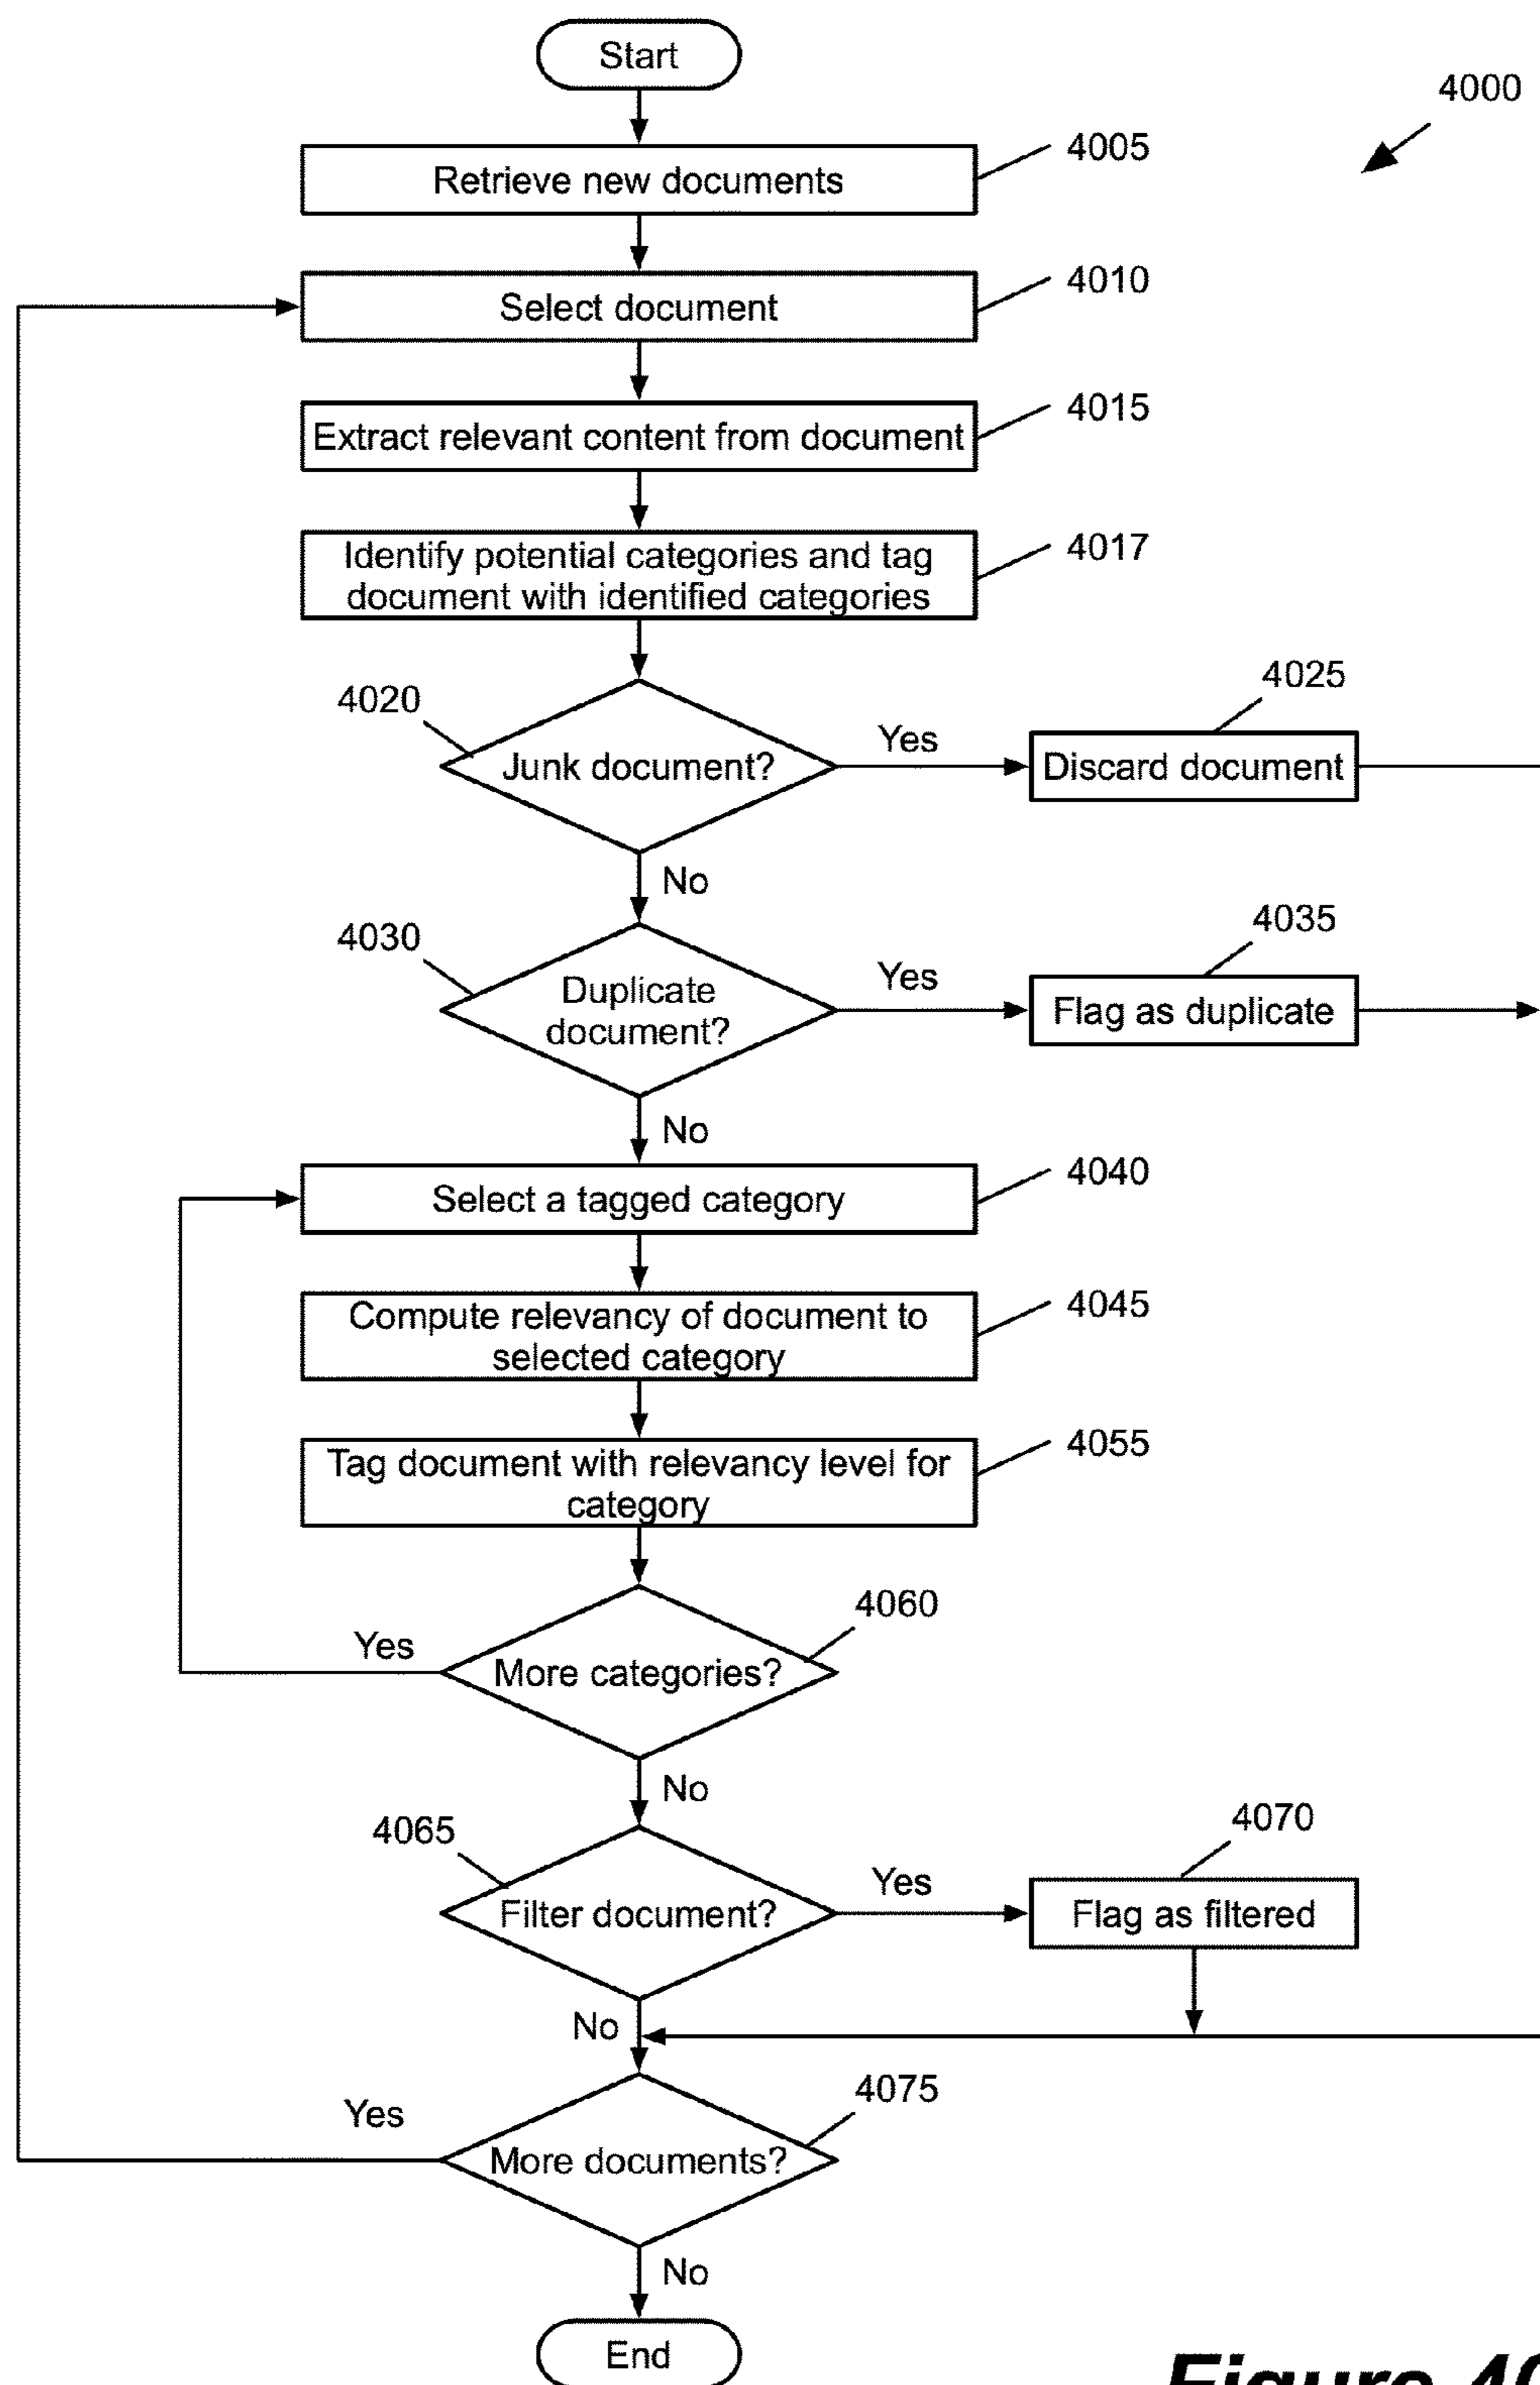 Start
4000
4005
Retrieve new documents
4010
Select document
4015
Extract relevant content from document
4017
Identify potential categories and tag
document with identified categories
4025
4020
Yes
Junk document?
Discard document
No
4035
4030
Yes
Duplicate
document?
Flag as duplicate
No
4040
Select a tagged category
4045
Compute relevancy of document to
selected category
4055
Tag document with relevancy level for
category
4060
Yes
More categories?
No
4070
4065
Yes
Filter document?
Flag as filtered
No
4075
Yes
More documents?
No
End